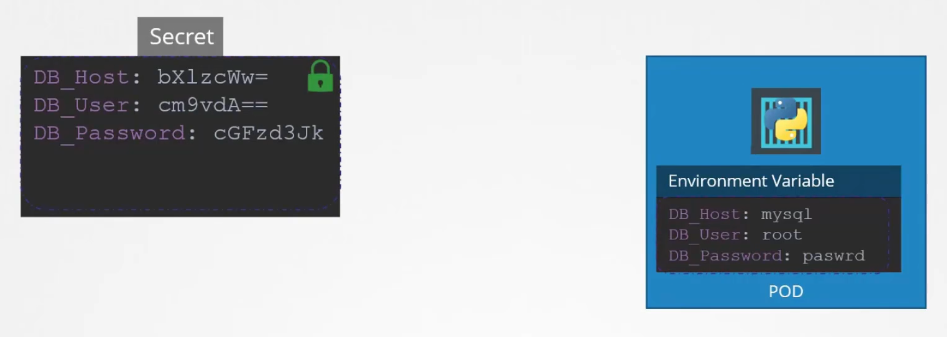 Secret
DB_Host: bXlzcWw=
DB_User: cm9vdA==
DB_Password: cGFzd3Jk
Environment Variable
DB_Host: mysql
DB_User: root
DB_Password: paswrd
POD